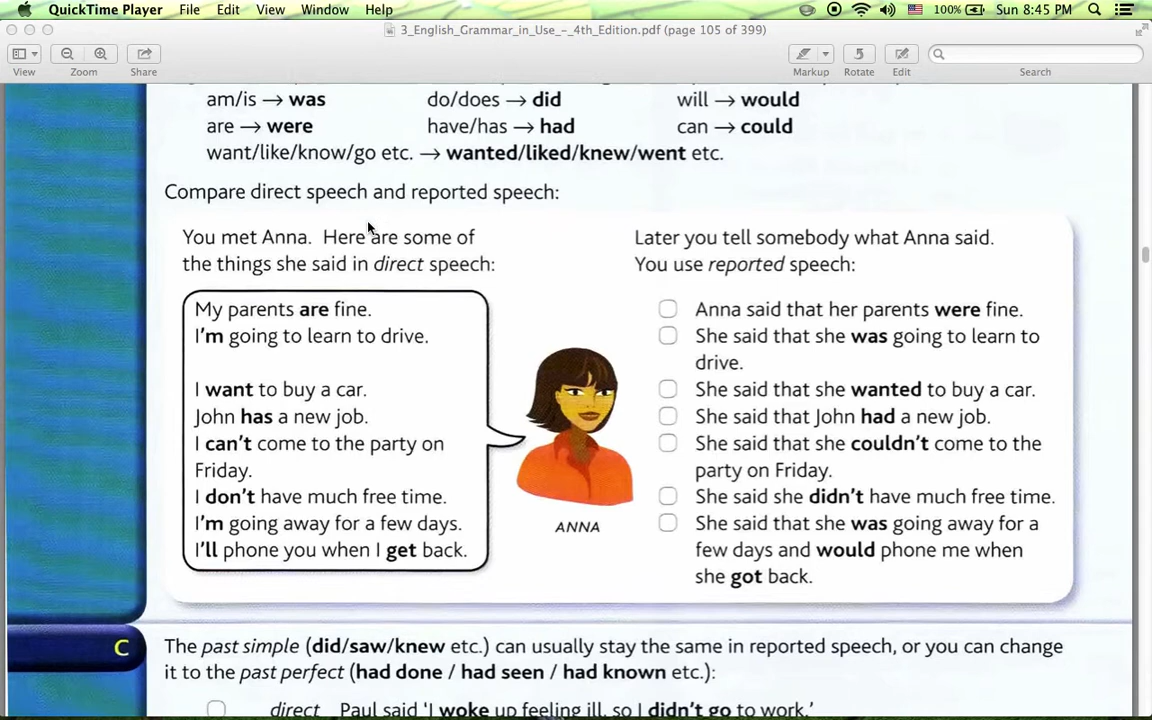 QuickTime Player File Edit View Window Help 100% Sun 8:45 PM
3_English_Grammar_in_Use_-_4th_Edition.pdf (page 105 of 399)
View Zoom Share Markup Rotate Edit Search
am/is → was do/does → did will → would
are → were have/has → had can → could
want/like/know/go etc. → wanted/liked/knew/went etc.
Compare direct speech and reported speech:
You met Anna. Here are some of
the things she said in direct speech:
My parents are fine.
I'm going to learn to drive.
I want to buy a car.
John has a new job.
I can't come to the party on
Friday.
I don't have much free time.
I'm going away for a few days.
I'll phone you when I get back.
ANNA
Later you tell somebody what Anna said.
You use reported speech:
Anna said that her parents were fine.
She said that she was going to learn to
drive.
She said that she wanted to buy a car.
She said that John had a new job.
She said that she couldn't come to the
party on Friday.
She said she didn't have much free time.
She said that she was going away for a
few days and would phone me when
she got back.
C
The past simple (did/saw/knew etc.) can usually stay the same in reported speech, or you can change
it to the past perfect (had done / had seen / had known etc.):
direct Paul said 'I woke up feeling ill, so I didn't go to work.'